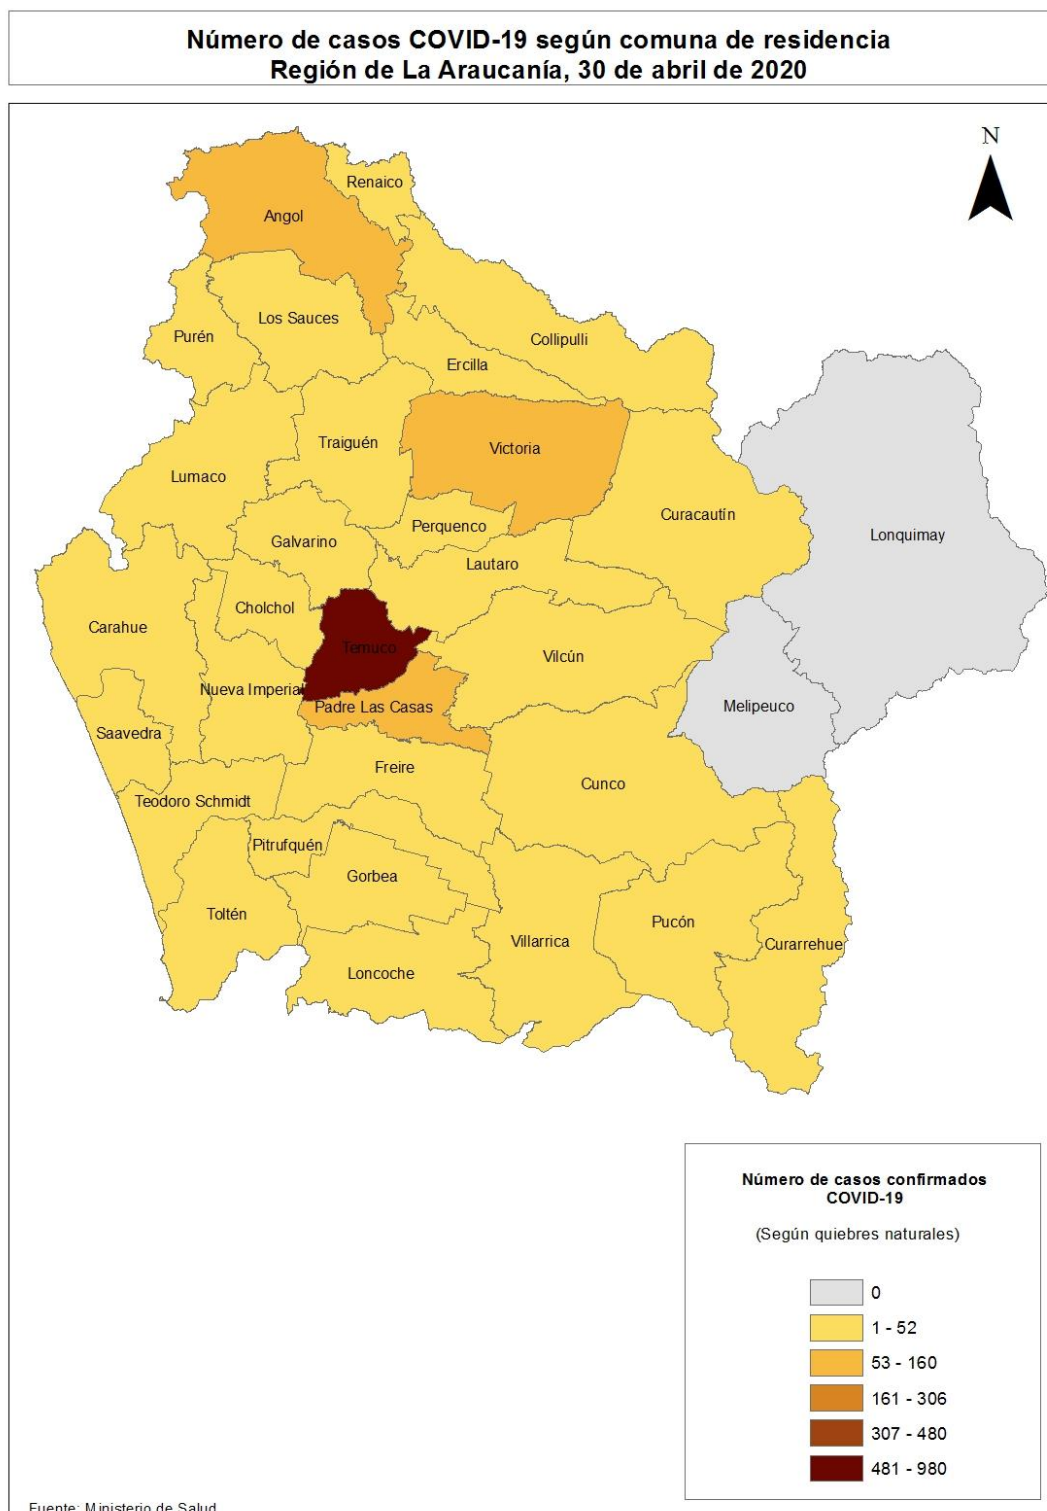 Número de casos COVID-19 según comuna de residencia
Región de La Araucanía, 30 de abril de 2020
N
Renaico
Angol
Los Sauces
Purén
Collipulli
Ercilla
Traiguén
Victoria
Lumaco
Curacautín
Perquenco
Galvarino
Lonquimay
Lautaro
Cholchol
Carahue
Temuco
Vilcún
Nueva Imperial
Padre Las Casas
Melipeuco
Saavedra
Freire
Cunco
Teodoro Schmidt
Pitrufquén
Gorbea
Toltén
Pucón
Villarrica
Curarrehue
Loncoche
Número de casos confirmados
COVID-19
(Según quiebres naturales)
0
1 - 52
53 - 160
161 - 306
307 - 480
481 - 980
Fuente: Ministerio de Salud